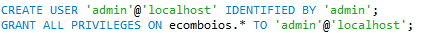 CREATE USER 'admin'@'localhost' IDENTIFIED BY 'admin';
GRANT ALL PRIVILEGES ON ecomboios.* TO 'admin'@'localhost';